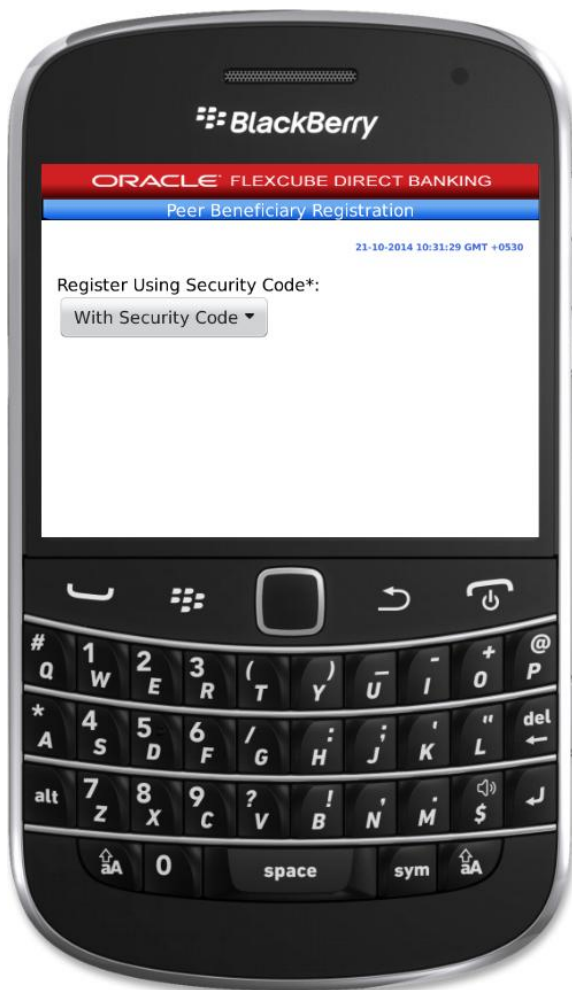 BlackBerry
ORACLE FLEXCUBE DIRECT BANKING
Peer Beneficiary Registration
21-10-2014 10:31:29 GMT +0530
Register Using Security Code*:
With Security Code
# 1 2 3 ( ) _ - + @
Q W E R T Y U I O P
* 4 5 6 / : ; ' " del
A S D F G H J K L
alt 7 8 9 ? ! , . $
Z X C V B N M
aA 0 space sym aA